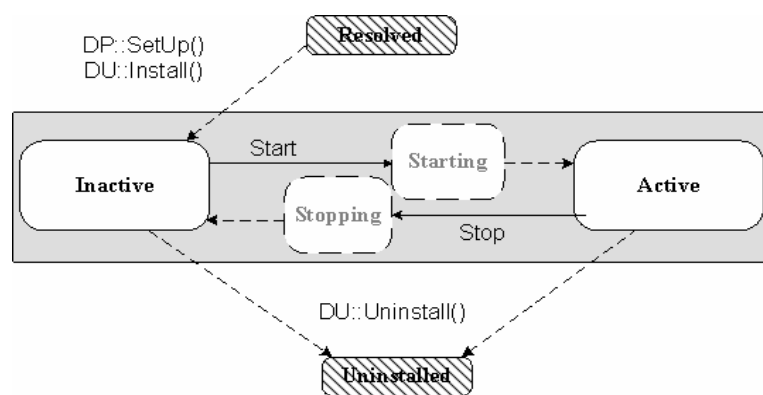 Resolved
DP::SetUp()
DU::Install()
Start
Starting
Inactive
Active
Stopping
Stop
DU::Uninstall()
Uninstalled